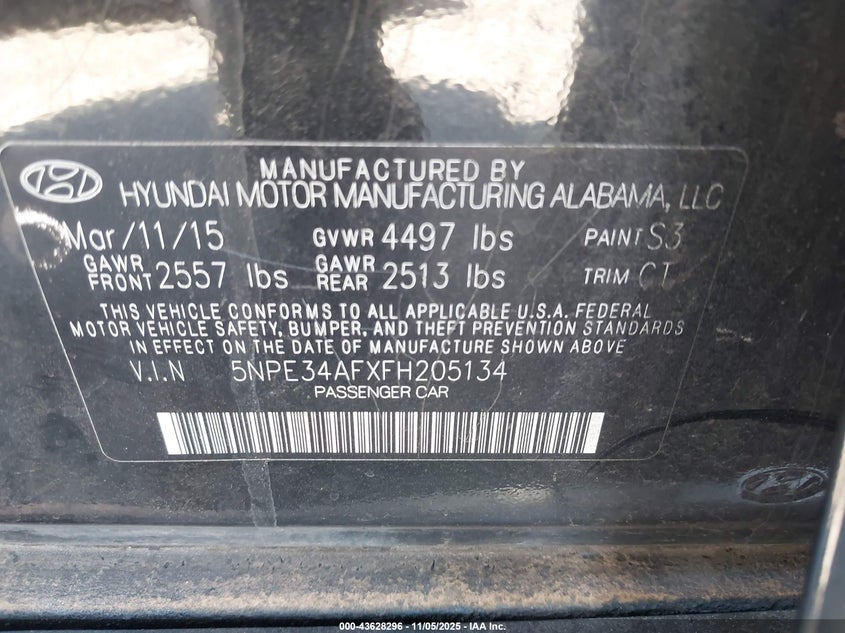 MANUFACTURED BY
HYUNDAI MOTOR MANUFACTURING ALABAMA, LLC
Mar/11/15 GVWR 4497 lbs PAINT S3
GAWR FRONT 2557 lbs GAWR REAR 2513 lbs TRIM CT
THIS VEHICLE CONFORMS TO ALL APPLICABLE U.S.A. FEDERAL
MOTOR VEHICLE SAFETY, BUMPER, AND THEFT PREVENTION STANDARDS
IN EFFECT ON THE DATE OF MANUFACTURE SHOWN ABOVE
V.I.N 5NPE34AFXFH205134
PASSENGER CAR
000-43628296 - 11/05/2025 - IAA Inc.